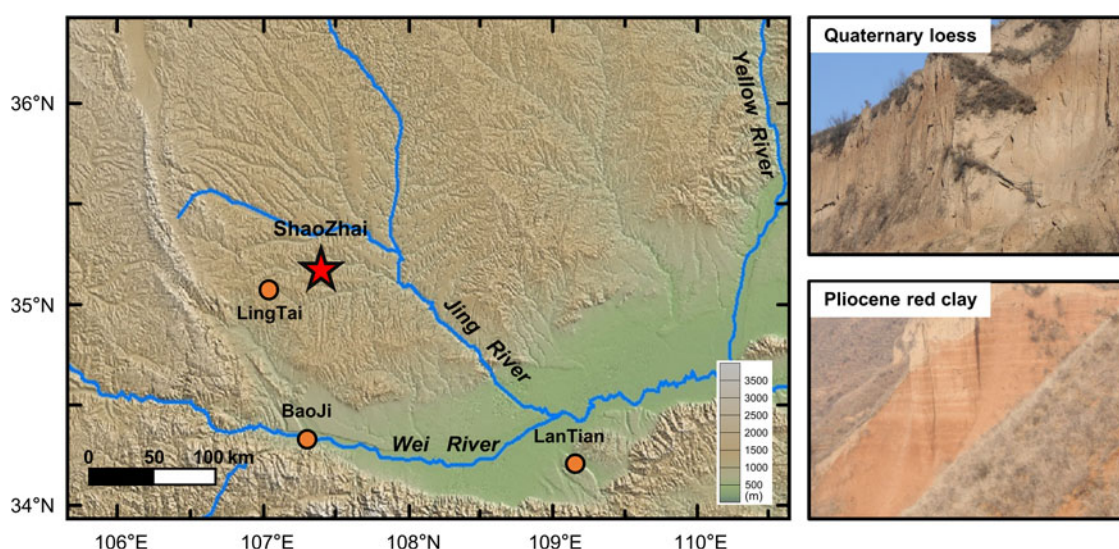 Quaternary loess
Yellow River
36°N
ShaoZhai
35°N
LingTai
Jing River
Pliocene red clay
3500
3000
2500
2000
1500
1000
500
(m)
BaoJi
Wei River
LanTian
0 50 100 km
34°N
106°E 107°E 108°N 109°E 110°E